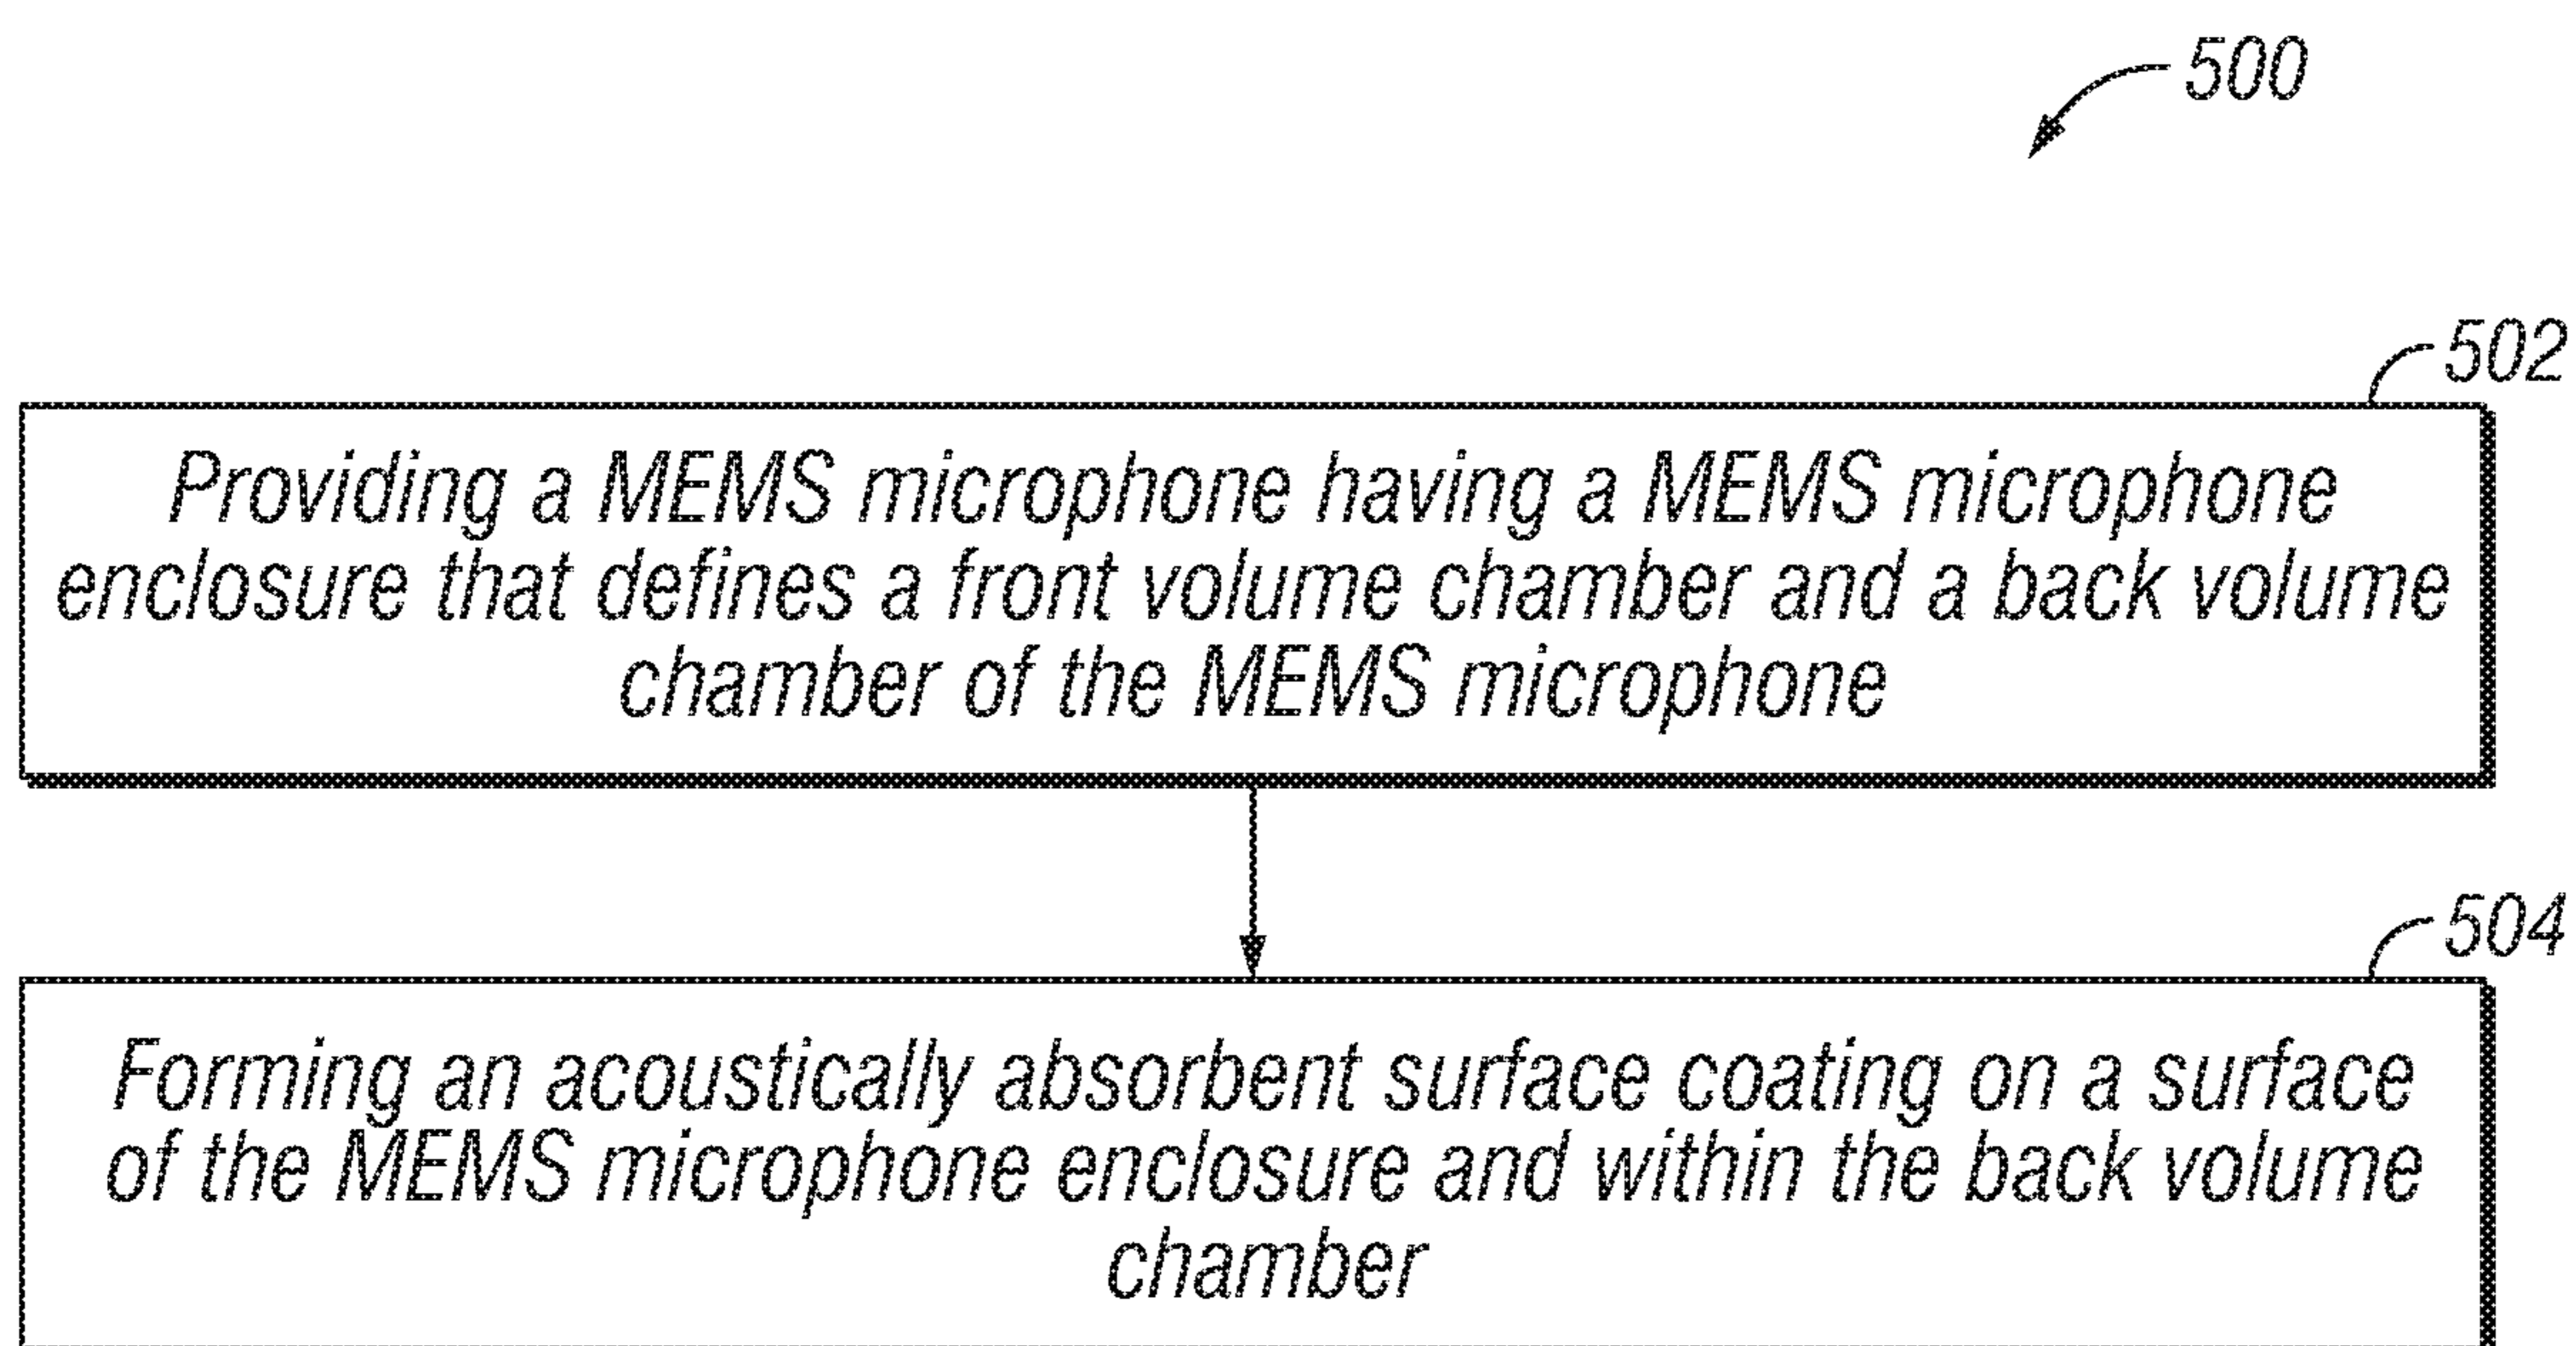 500
502
Providing a MEMS microphone having a MEMS microphone
enclosure that defines a front volume chamber and a back volume
chamber of the MEMS microphone
504
Forming an acoustically absorbent surface coating on a surface
of the MEMS microphone enclosure and within the back volume
chamber